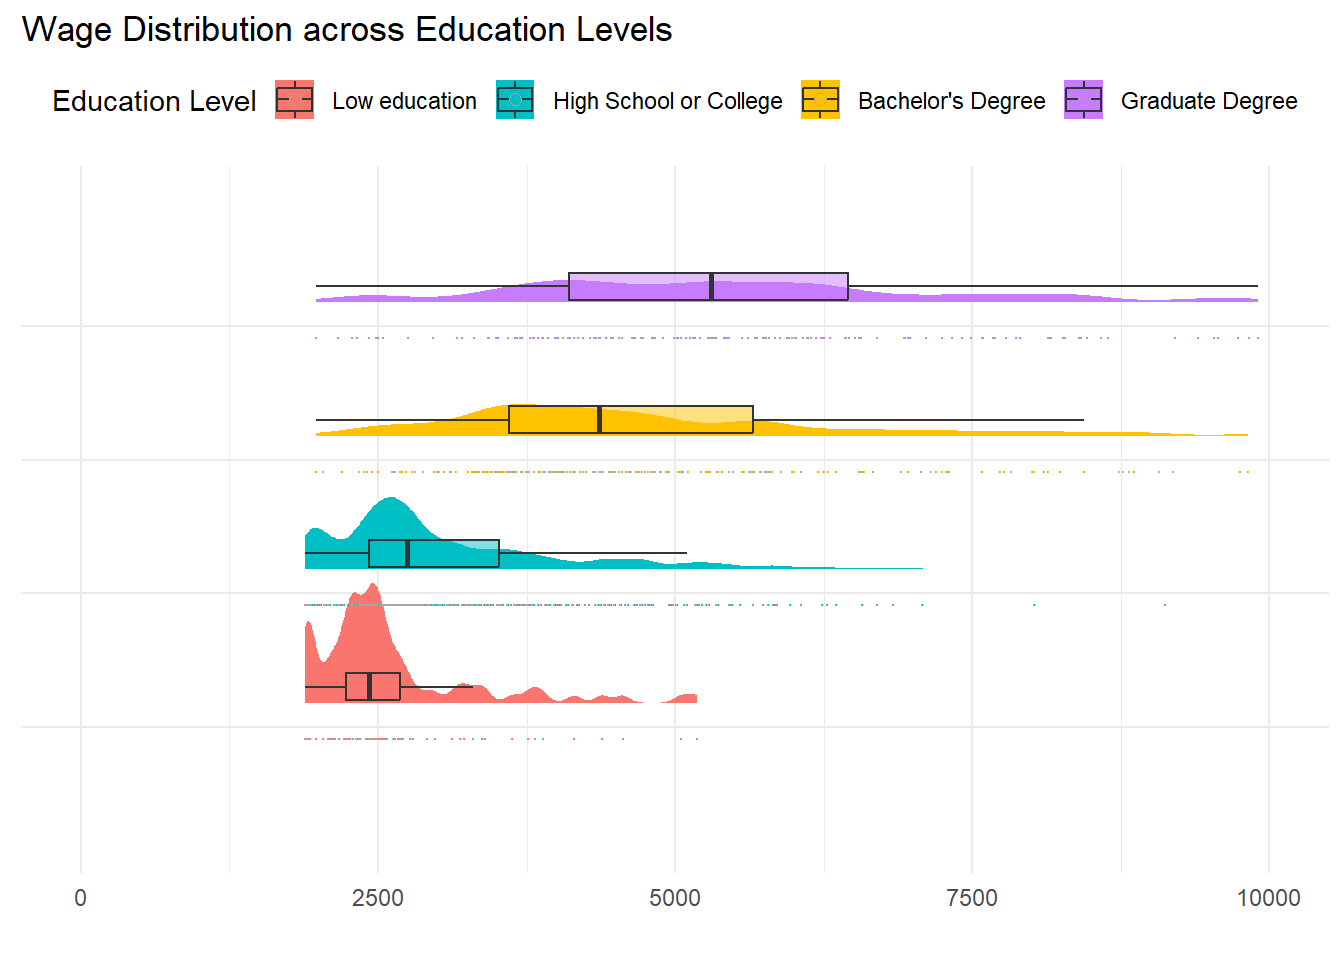 Wage Distribution across Education Levels
Education Level Low education High School or College Bachelor's Degree Graduate Degree
0 2500 5000 7500 10000